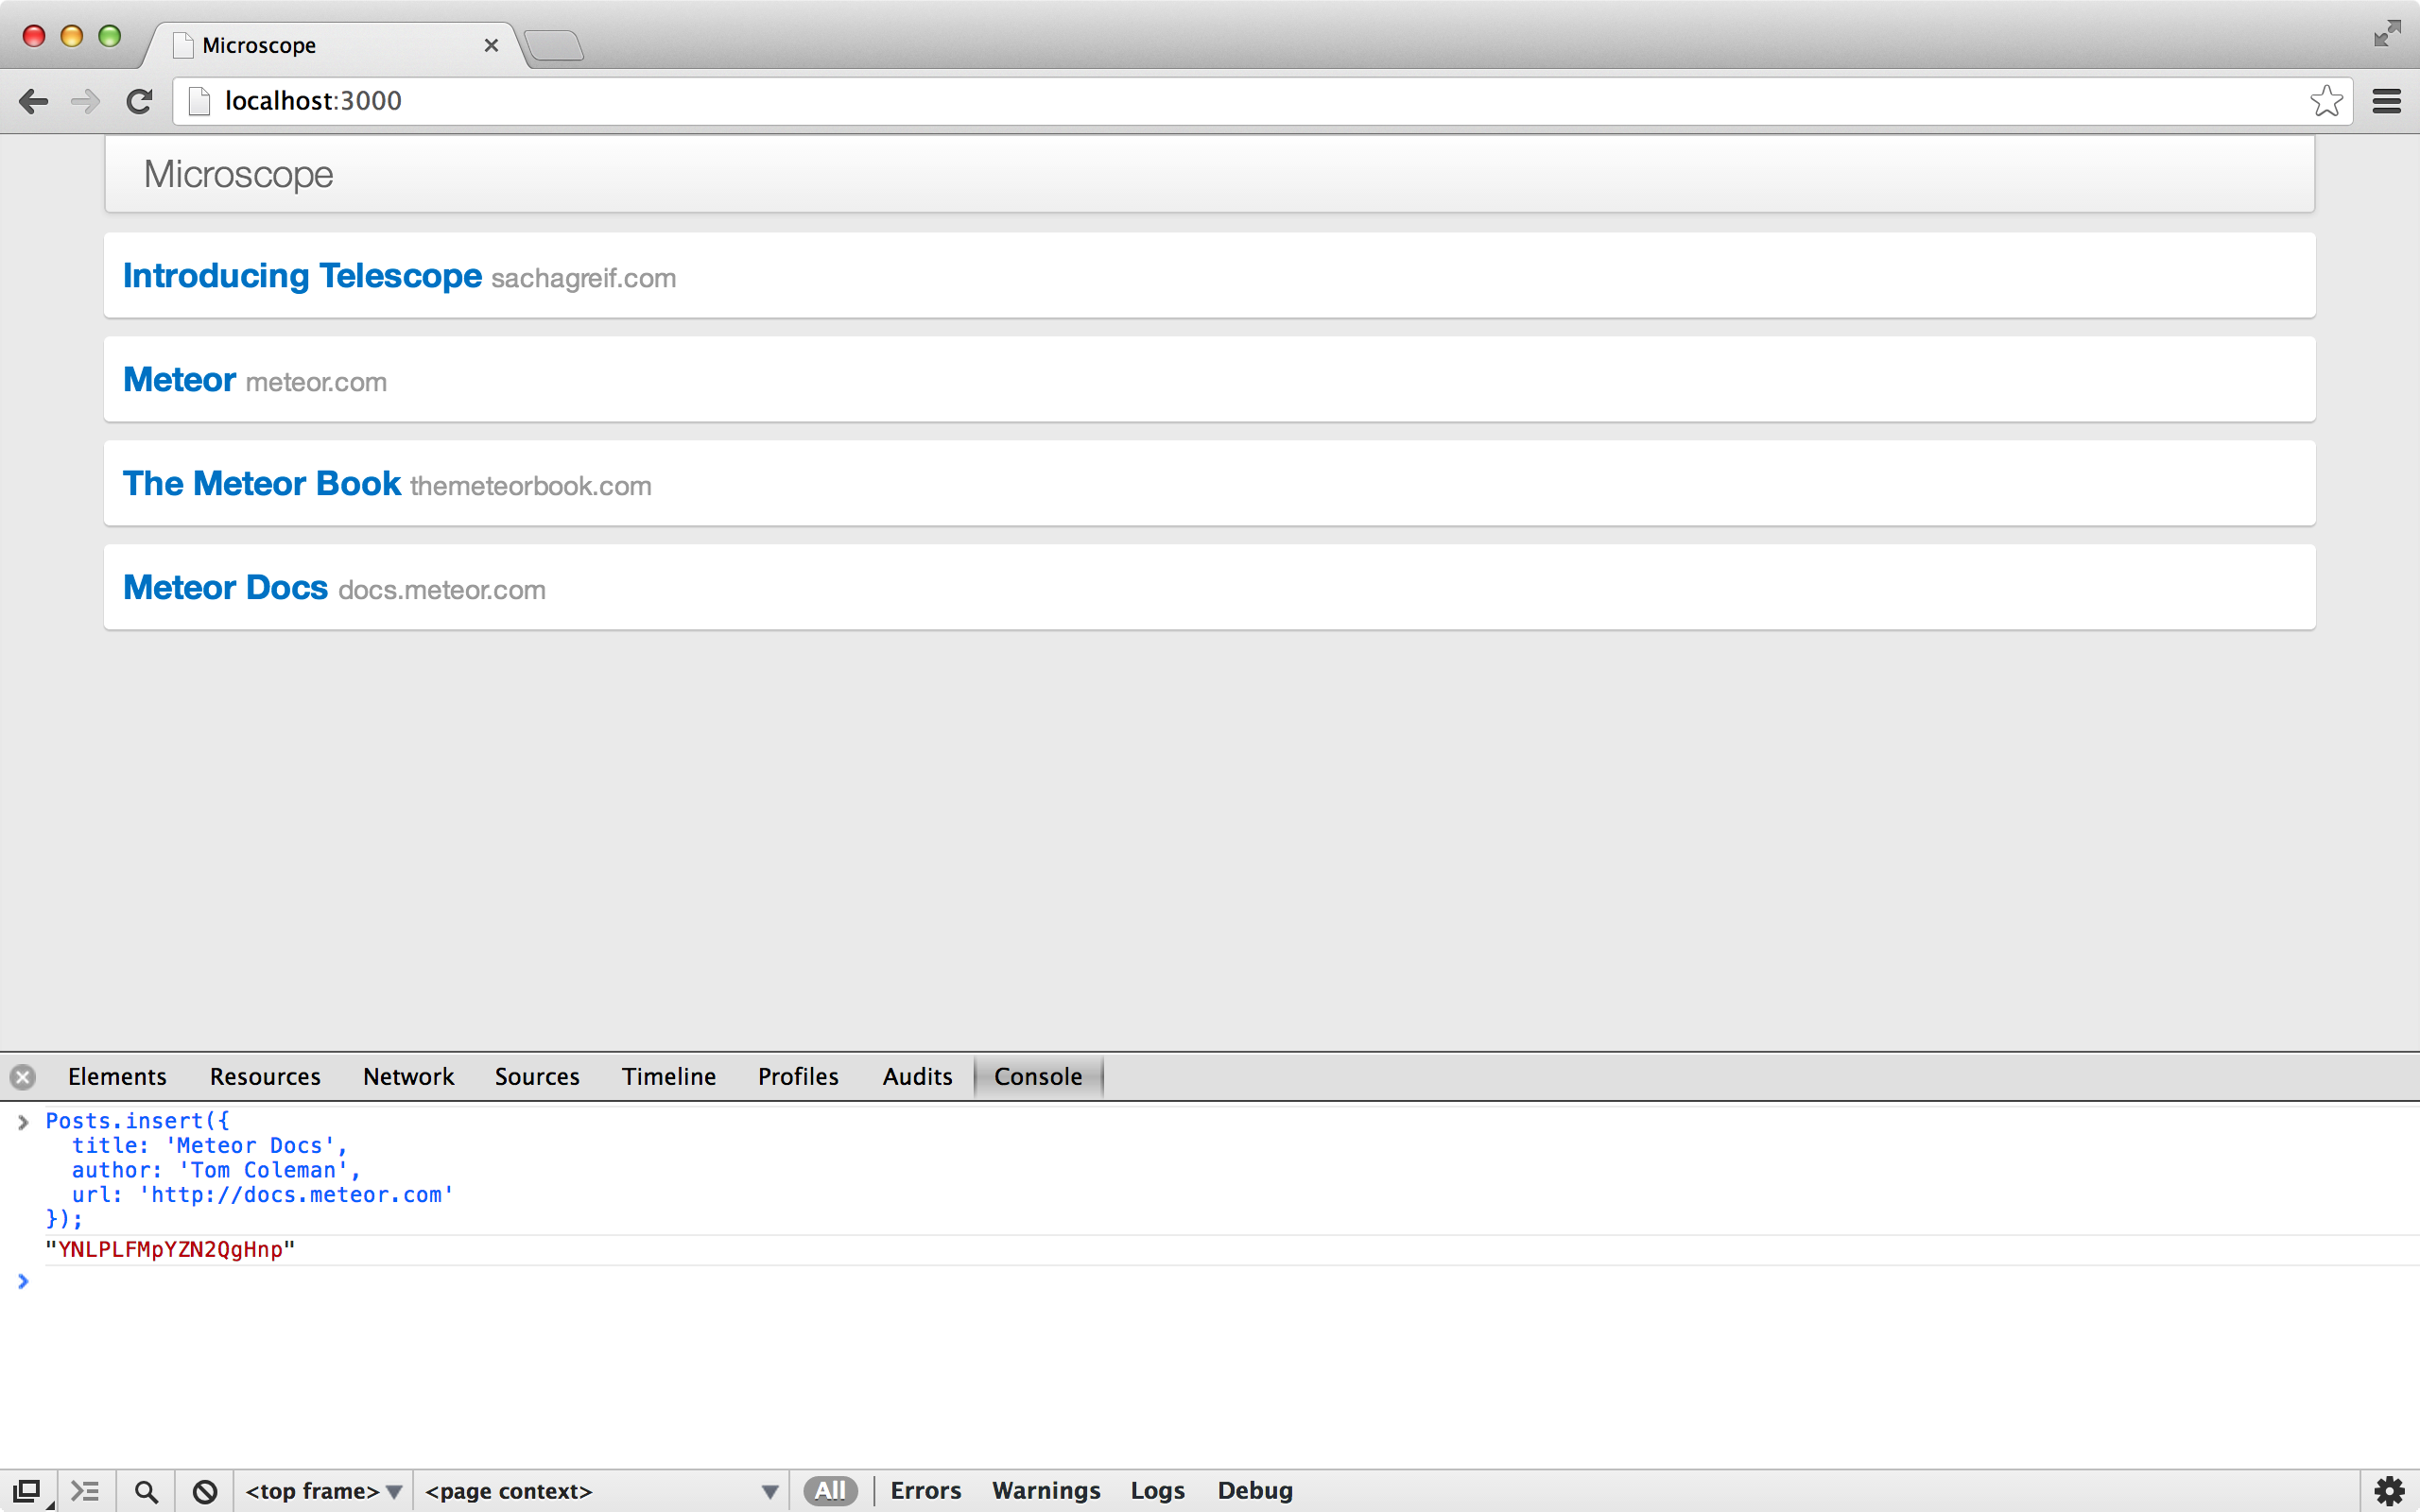 Microscope
localhost:3000
Microscope
Introducing Telescope sachagreif.com
Meteor meteor.com
The Meteor Book themeteorbook.com
Meteor Docs docs.meteor.com
Elements Resources Network Sources Timeline Profiles Audits Console
Posts.insert({
  title: 'Meteor Docs',
  author: 'Tom Coleman',
  url: 'http://docs.meteor.com'
});
"YNLPLFMpYZN2QgHnp"
<top frame> <page context> All Errors Warnings Logs Debug